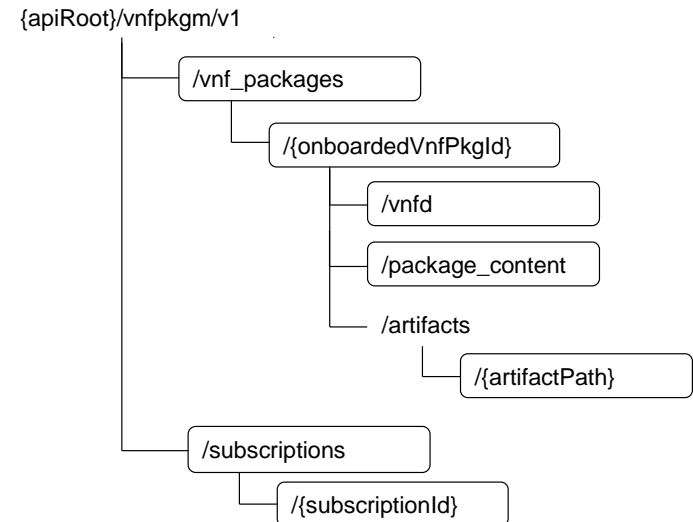 {apiRoot}/vnfpkgm/v1
/vnf_packages
/{onboardedVnfPkgId}
/vnfd
/package_content
/artifacts
/{artifactPath}
/subscriptions
/{subscriptionId}